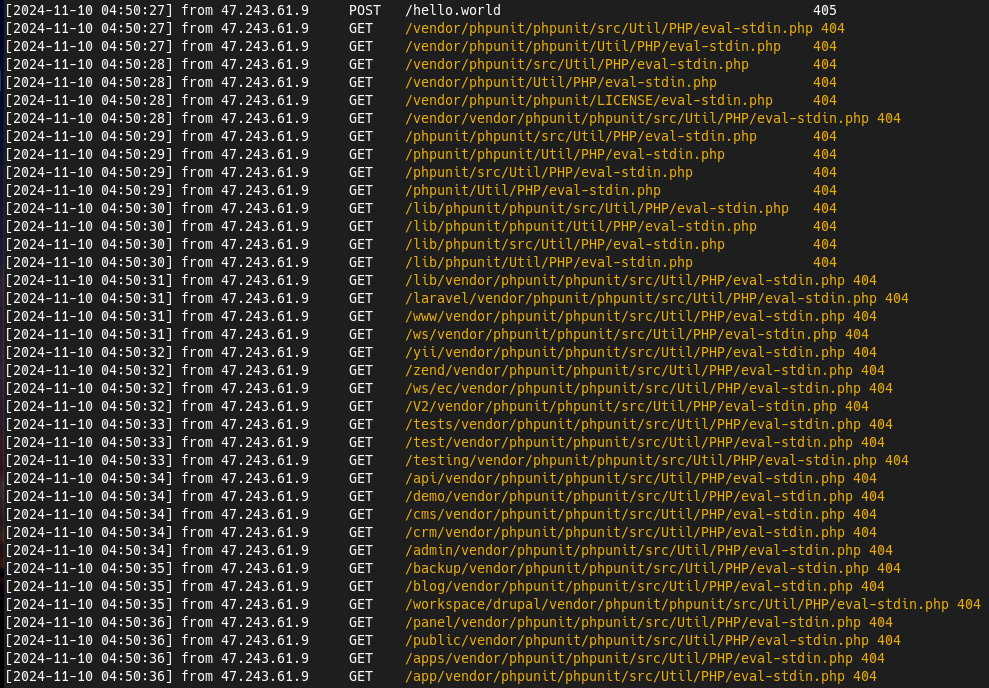 [2024-11-10 04:50:27] from 47.243.61.9 POST /hello.world 405
[2024-11-10 04:50:27] from 47.243.61.9 GET /vendor/phpunit/phpunit/src/Util/PHP/eval-stdin.php 404
[2024-11-10 04:50:27] from 47.243.61.9 GET /vendor/phpunit/phpunit/Util/PHP/eval-stdin.php 404
[2024-11-10 04:50:28] from 47.243.61.9 GET /vendor/phpunit/src/Util/PHP/eval-stdin.php 404
[2024-11-10 04:50:28] from 47.243.61.9 GET /vendor/phpunit/Util/PHP/eval-stdin.php 404
[2024-11-10 04:50:28] from 47.243.61.9 GET /vendor/phpunit/phpunit/LICENSE/eval-stdin.php 404
[2024-11-10 04:50:28] from 47.243.61.9 GET /vendor/vendor/phpunit/phpunit/src/Util/PHP/eval-stdin.php 404
[2024-11-10 04:50:29] from 47.243.61.9 GET /phpunit/phpunit/src/Util/PHP/eval-stdin.php 404
[2024-11-10 04:50:29] from 47.243.61.9 GET /phpunit/phpunit/Util/PHP/eval-stdin.php 404
[2024-11-10 04:50:29] from 47.243.61.9 GET /phpunit/src/Util/PHP/eval-stdin.php 404
[2024-11-10 04:50:29] from 47.243.61.9 GET /phpunit/Util/PHP/eval-stdin.php 404
[2024-11-10 04:50:30] from 47.243.61.9 GET /lib/phpunit/phpunit/src/Util/PHP/eval-stdin.php 404
[2024-11-10 04:50:30] from 47.243.61.9 GET /lib/phpunit/phpunit/Util/PHP/eval-stdin.php 404
[2024-11-10 04:50:30] from 47.243.61.9 GET /lib/phpunit/src/Util/PHP/eval-stdin.php 404
[2024-11-10 04:50:30] from 47.243.61.9 GET /lib/phpunit/Util/PHP/eval-stdin.php 404
[2024-11-10 04:50:31] from 47.243.61.9 GET /lib/vendor/phpunit/phpunit/src/Util/PHP/eval-stdin.php 404
[2024-11-10 04:50:31] from 47.243.61.9 GET /laravel/vendor/phpunit/phpunit/src/Util/PHP/eval-stdin.php 404
[2024-11-10 04:50:31] from 47.243.61.9 GET /www/vendor/phpunit/phpunit/src/Util/PHP/eval-stdin.php 404
[2024-11-10 04:50:31] from 47.243.61.9 GET /ws/vendor/phpunit/phpunit/src/Util/PHP/eval-stdin.php 404
[2024-11-10 04:50:32] from 47.243.61.9 GET /yii/vendor/phpunit/phpunit/src/Util/PHP/eval-stdin.php 404
[2024-11-10 04:50:32] from 47.243.61.9 GET /zend/vendor/phpunit/phpunit/src/Util/PHP/eval-stdin.php 404
[2024-11-10 04:50:32] from 47.243.61.9 GET /ws/ec/vendor/phpunit/phpunit/src/Util/PHP/eval-stdin.php 404
[2024-11-10 04:50:32] from 47.243.61.9 GET /V2/vendor/phpunit/phpunit/src/Util/PHP/eval-stdin.php 404
[2024-11-10 04:50:33] from 47.243.61.9 GET /tests/vendor/phpunit/phpunit/src/Util/PHP/eval-stdin.php 404
[2024-11-10 04:50:33] from 47.243.61.9 GET /test/vendor/phpunit/phpunit/src/Util/PHP/eval-stdin.php 404
[2024-11-10 04:50:33] from 47.243.61.9 GET /testing/vendor/phpunit/phpunit/src/Util/PHP/eval-stdin.php 404
[2024-11-10 04:50:34] from 47.243.61.9 GET /api/vendor/phpunit/phpunit/src/Util/PHP/eval-stdin.php 404
[2024-11-10 04:50:34] from 47.243.61.9 GET /demo/vendor/phpunit/phpunit/src/Util/PHP/eval-stdin.php 404
[2024-11-10 04:50:34] from 47.243.61.9 GET /cms/vendor/phpunit/phpunit/src/Util/PHP/eval-stdin.php 404
[2024-11-10 04:50:34] from 47.243.61.9 GET /crm/vendor/phpunit/phpunit/src/Util/PHP/eval-stdin.php 404
[2024-11-10 04:50:34] from 47.243.61.9 GET /admin/vendor/phpunit/phpunit/src/Util/PHP/eval-stdin.php 404
[2024-11-10 04:50:35] from 47.243.61.9 GET /backup/vendor/phpunit/phpunit/src/Util/PHP/eval-stdin.php 404
[2024-11-10 04:50:35] from 47.243.61.9 GET /blog/vendor/phpunit/phpunit/src/Util/PHP/eval-stdin.php 404
[2024-11-10 04:50:35] from 47.243.61.9 GET /workspace/drupal/vendor/phpunit/phpunit/src/Util/PHP/eval-stdin.php 404
[2024-11-10 04:50:36] from 47.243.61.9 GET /panel/vendor/phpunit/phpunit/src/Util/PHP/eval-stdin.php 404
[2024-11-10 04:50:36] from 47.243.61.9 GET /public/vendor/phpunit/phpunit/src/Util/PHP/eval-stdin.php 404
[2024-11-10 04:50:36] from 47.243.61.9 GET /apps/vendor/phpunit/phpunit/src/Util/PHP/eval-stdin.php 404
[2024-11-10 04:50:36] from 47.243.61.9 GET /app/vendor/phpunit/phpunit/src/Util/PHP/eval-stdin.php 404